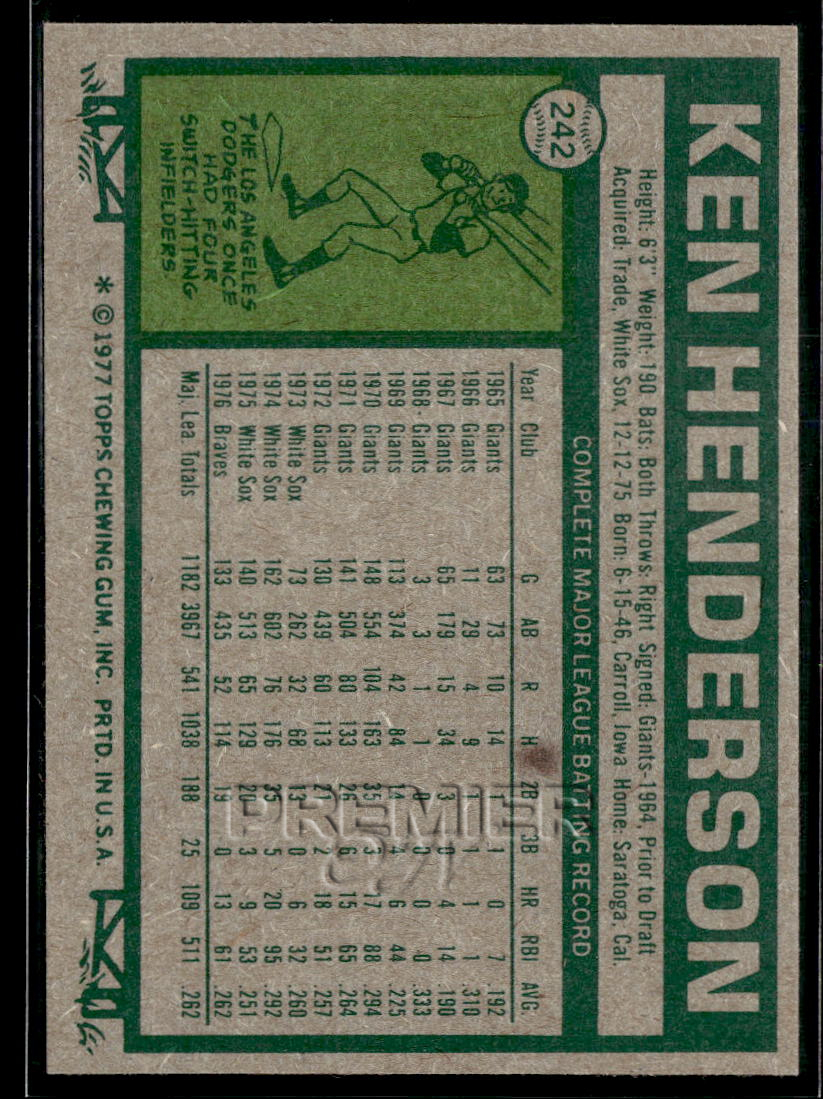 242
KEN HENDERSON
Height: 6'3" Weight: 190 Bats: Both Throws: Right Signed: Giants-1964, Prior to Draft
Acquired: Trade, White Sox, 12-12-75 Born: 6-15-46, Carroll, Iowa Home: Saratoga, Cal.
COMPLETE MAJOR LEAGUE BATTING RECORD
Year Club G AB R H 2B 3B HR RBI AVG.
1965 Giants 63 73 10 14 1 1 0 7 .192
1966 Giants 11 29 4 9 1 1 1 1 .310
1967 Giants 65 179 15 34 3 0 4 14 .190
1968 Giants 3 3 1 1 0 0 0 0 .333
1969 Giants 113 374 42 84 14 4 6 44 .225
1970 Giants 148 554 104 163 35 3 17 88 .294
1971 Giants 141 504 80 133 26 6 15 65 .264
1972 Giants 130 439 60 113 21 2 18 51 .257
1973 White Sox 73 262 32 68 13 0 6 32 .260
1974 White Sox 162 602 76 176 35 5 20 95 .292
1975 White Sox 140 513 65 129 20 3 9 53 .251
1976 Braves 133 435 52 114 19 0 13 61 .262
Maj. Lea. Totals 1182 3967 541 1038 188 25 109 511 .262
THE LOS ANGELES
DODGERS ONCE
HAD FOUR
SWITCH-HITTING
INFIELDERS
* © 1977 TOPPS CHEWING GUM, INC. PRTD. IN U.S.A.
PREMIER